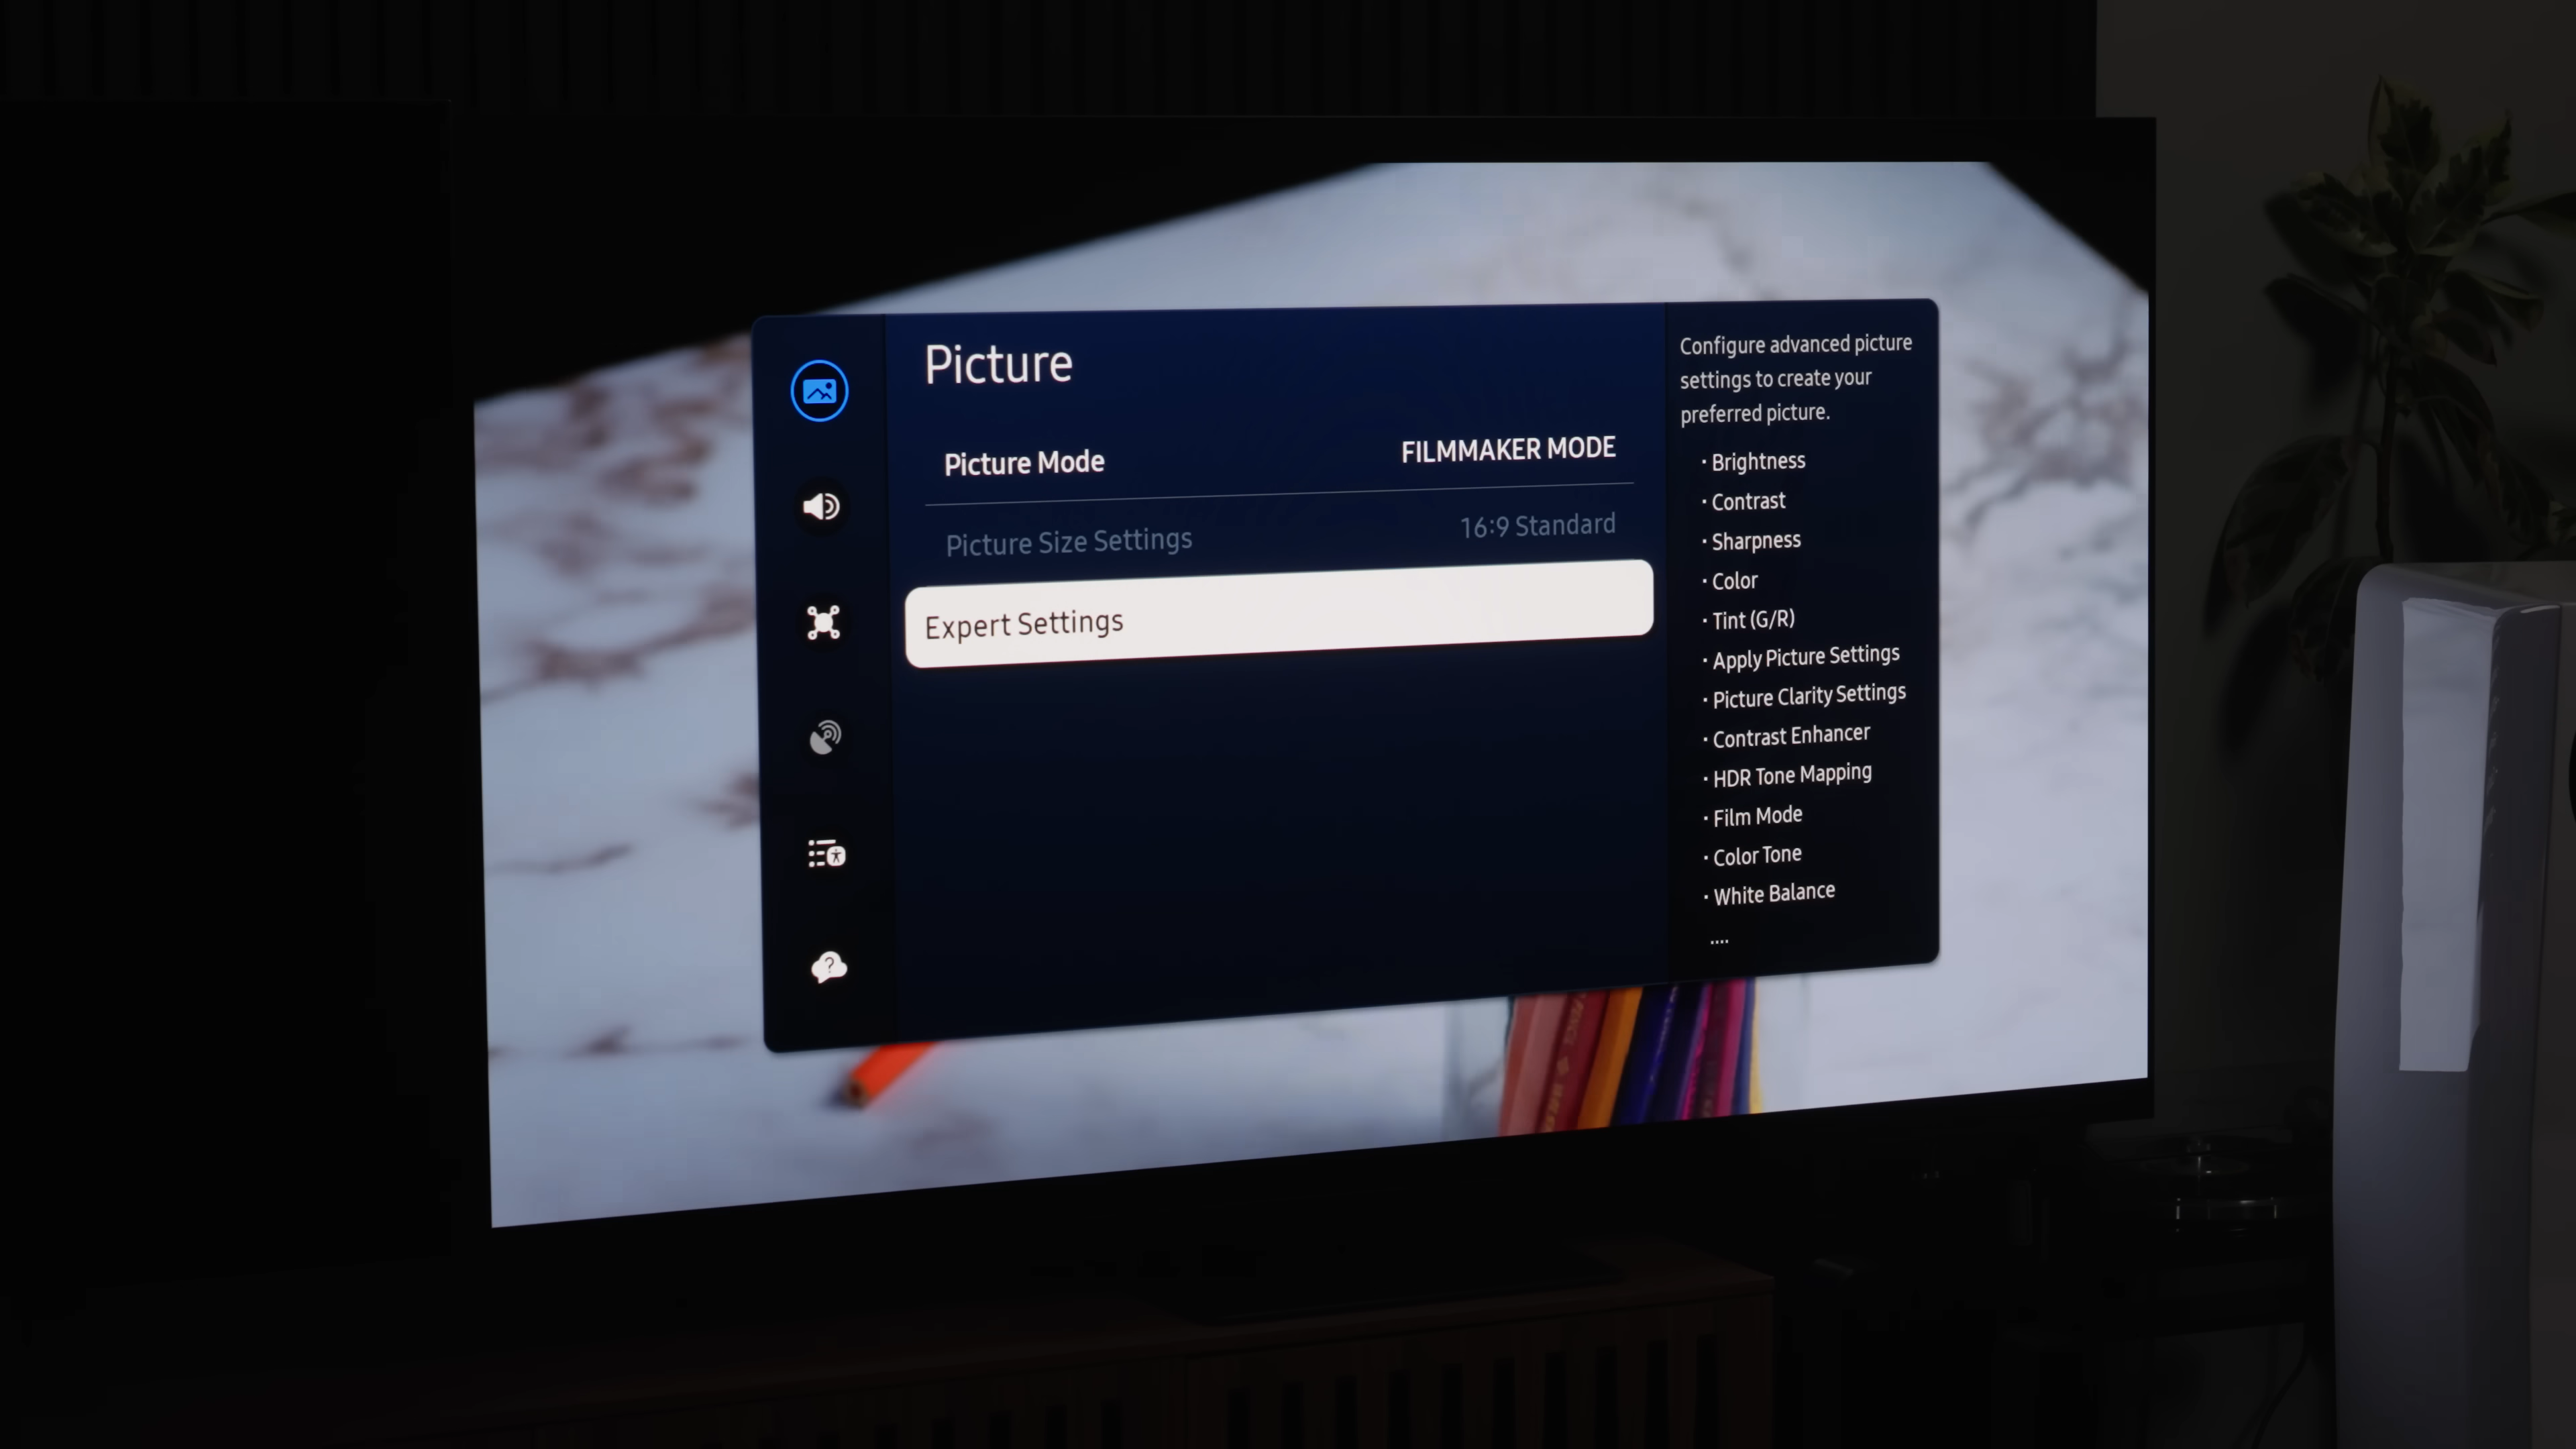 Picture
Picture Mode
FILMMAKER MODE
Picture Size Settings
16:9 Standard
Expert Settings
Configure advanced picture
settings to create your
preferred picture.
· Brightness
· Contrast
· Sharpness
· Color
· Tint (G/R)
· Apply Picture Settings
· Picture Clarity Settings
· Contrast Enhancer
· HDR Tone Mapping
· Film Mode
· Color Tone
· White Balance
....
?